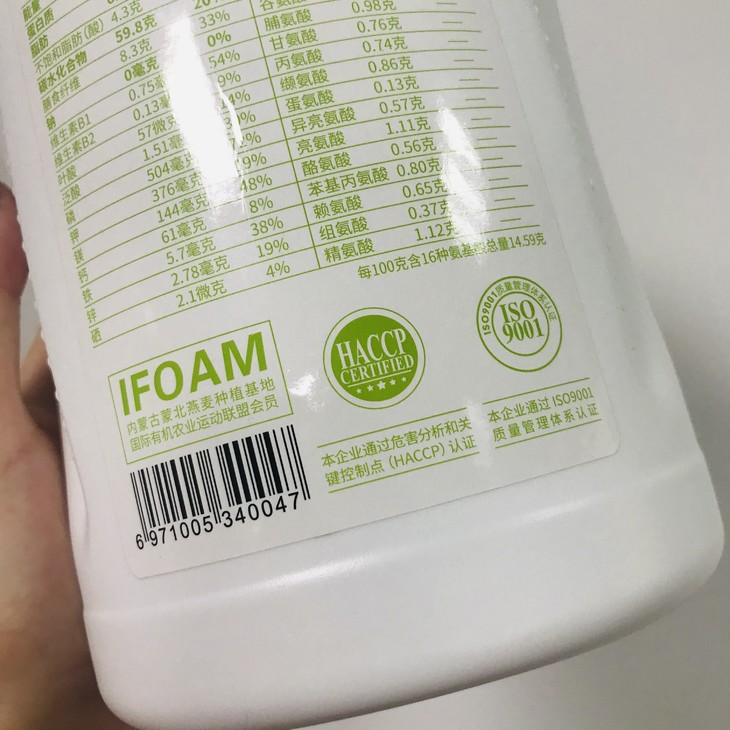 能量
蛋白质
脂肪
不饱和脂肪(酸) 4.3克
碳水化合物 59.8克 20%
膳食纤维 8.3克 33%
钠 0毫克 0%
维生素B1 0.75毫克 54%
维生素B2 0.13毫克 9%
叶酸 57微克
泛酸 1.51毫克
磷 504毫克
钾 376毫克
镁 144毫克 48%
钙 61毫克 8%
铁 5.7毫克 38%
锌 2.78毫克 19%
硒 2.1微克 4%
谷氨酸
脯氨酸 0.98克 —
甘氨酸 0.76克 —
丙氨酸 0.74克 —
缬氨酸 0.86克 —
蛋氨酸 0.13克 —
异亮氨酸 0.57克 —
亮氨酸 1.11克 —
酪氨酸 0.56克 —
苯基丙氨酸 0.80克 —
赖氨酸 0.65克 —
组氨酸 0.37克 —
精氨酸 1.12克 —
每100克含16种氨基酸总量14.59克
IFOAM
内蒙古蒙北燕麦种植基地
国际有机农业运动联盟会员
6 971005 340047
HACCP
CERTIFIED
本企业通过危害分析和关
键控制点 (HACCP) 认证
ISO9001质量管理体系认证
ISO
9001
本企业通过 ISO9001
质量管理体系认证